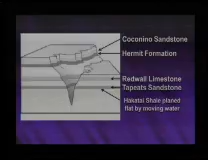 Coconino Sandstone
Hermit Formation
Redwall Limestone
Tapeats Sandstone
Hakatai Shale planed
flat by moving water